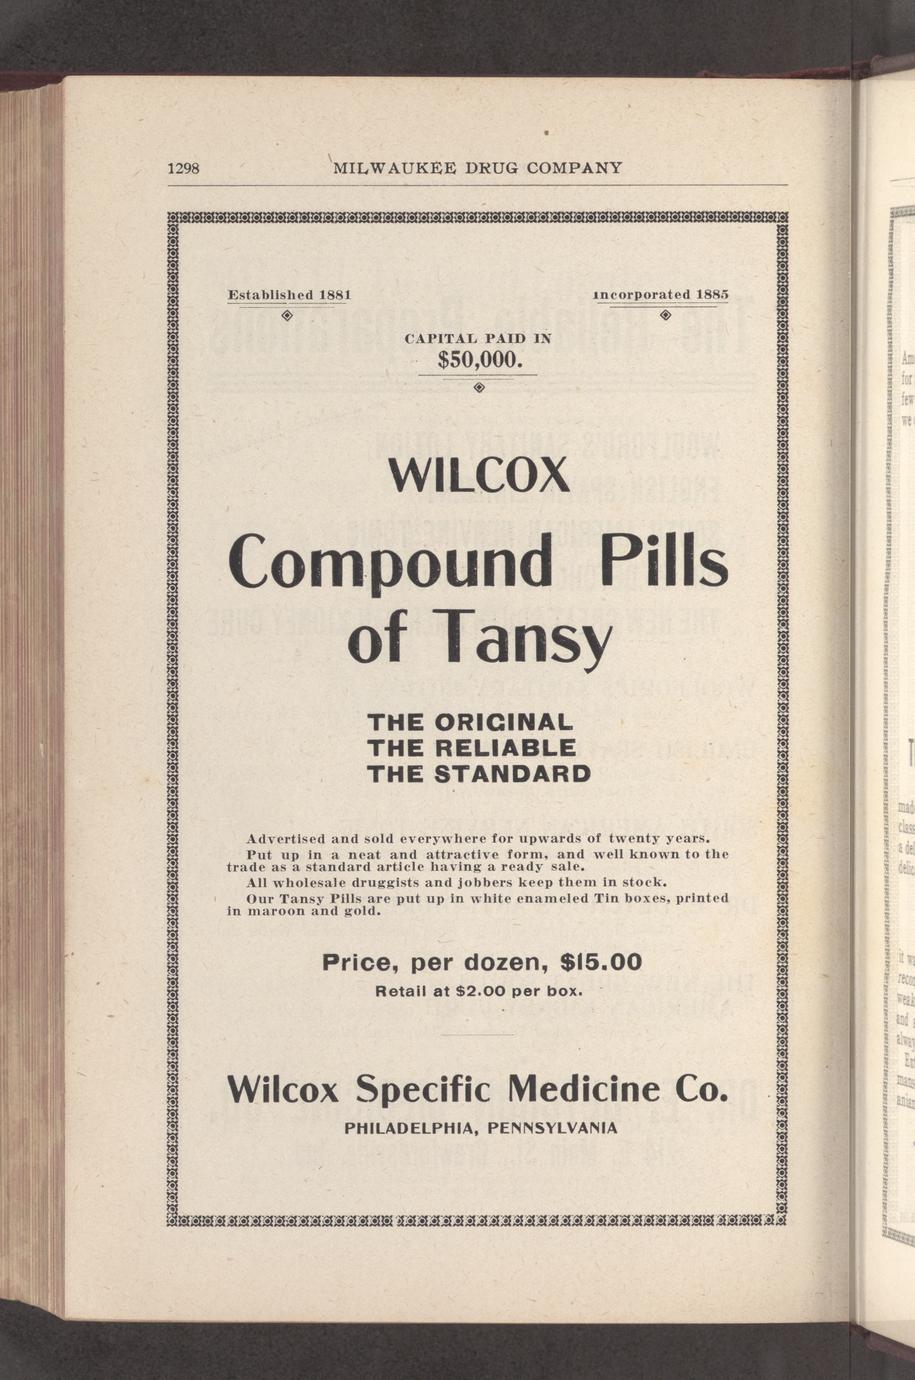 1298
MILWAUKEE DRUG COMPANY
Established 1881
incorporated 1885
CAPITAL PAID IN
$50,000.
WILCOX
Compound Pills
of Tansy
THE ORIGINAL
THE RELIABLE
THE STANDARD
Advertised and sold everywhere for upwards of twenty years.
Put up in a neat and attractive form, and well known to the
trade as a standard article having a ready sale.
All wholesale druggists and jobbers keep them in stock.
Our Tansy Pills are put up in white enameled Tin boxes, printed
in maroon and gold.
Price, per dozen, $15.00
Retail at $2.00 per box.
Wilcox Specific Medicine Co.
PHILADELPHIA, PENNSYLVANIA